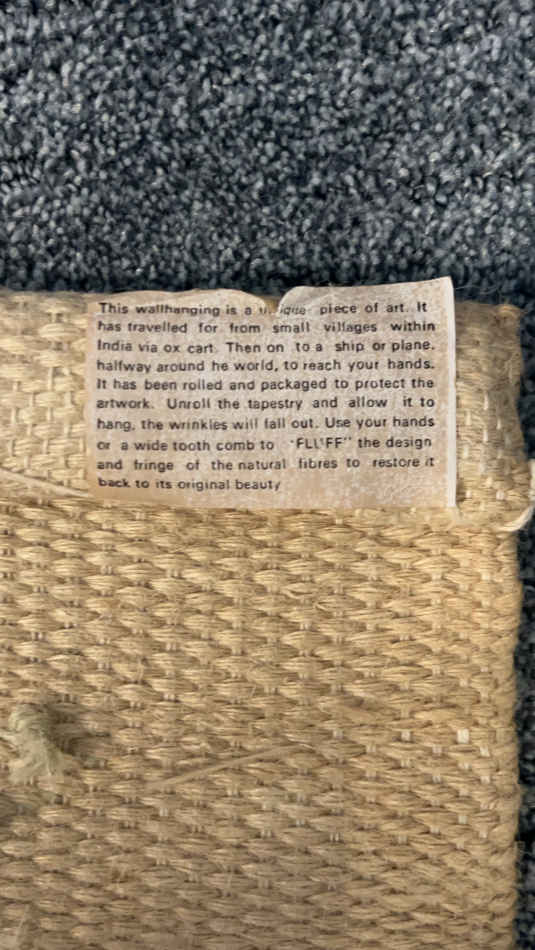 This wallhanging is a unique piece of art. It
has travelled for from small villages within
India via ox cart. Then on to a ship or plane,
halfway around he world, to reach your hands.
It has been rolled and packaged to protect the
artwork. Unroll the tapestry and allow it to
hang, the wrinkles will fall out. Use your hands
or a wide tooth comb to "FLUFF" the design
and fringe of the natural fibres to restore it
back to its original beauty